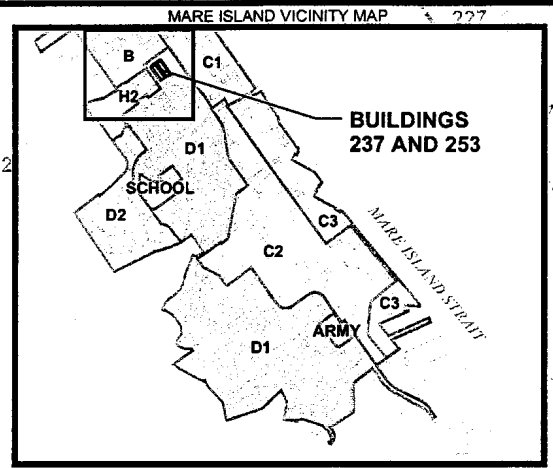 MARE ISLAND VICINITY MAP
227
B
C1
H2
BUILDINGS
237 AND 253
D1
2
SCHOOL
D2
C3
MARE ISLAND STRAIT
C2
C3
ARMY
D1